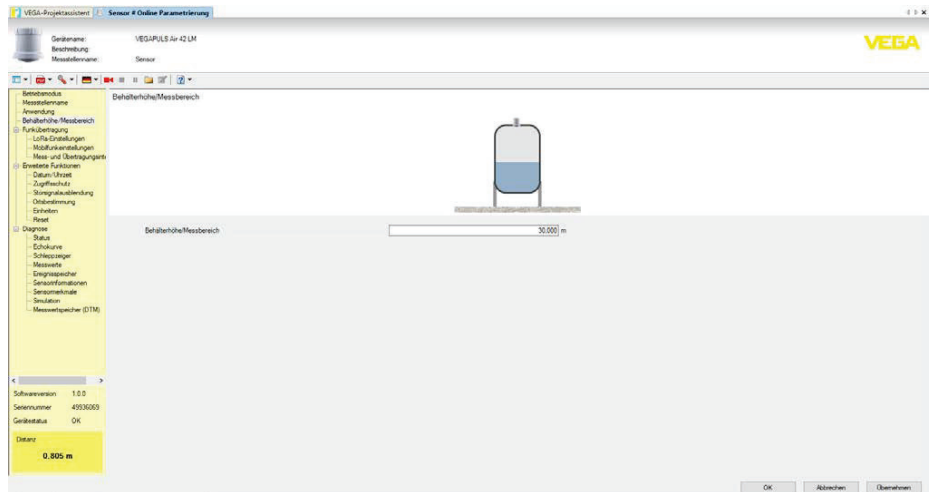 VEGA-Projektassistent
Sensor # Online Parametrierung
Gerätename: VEGAPULS Air 42 LM
Beschreibung:
Messstellenname: Sensor
VEGA
Betriebsmodus
Messstellenname
Anwendung
Behälterhöhe/Messbereich
Funkübertragung
LoRa-Einstellungen
Mobilfunkeinstellungen
Mess- und Übertragungsinte
Erweiterte Funktionen
Datum/Uhrzeit
Zugriffsschutz
Störsignalausblendung
Ortsbestimmung
Einheiten
Reset
Diagnose
Status
Echokurve
Schleppzeiger
Messwerte
Ereignisspeicher
Sensorinformationen
Sensormerkmale
Simulation
Messwertspeicher (DTM)
Behälterhöhe/Messbereich
Behälterhöhe/Messbereich 30.000 m
Softwareversion 1.0.0
Seriennummer 49936069
Gerätestatus OK
Distanz
0.805 m
OK Abbrechen Übernehmen